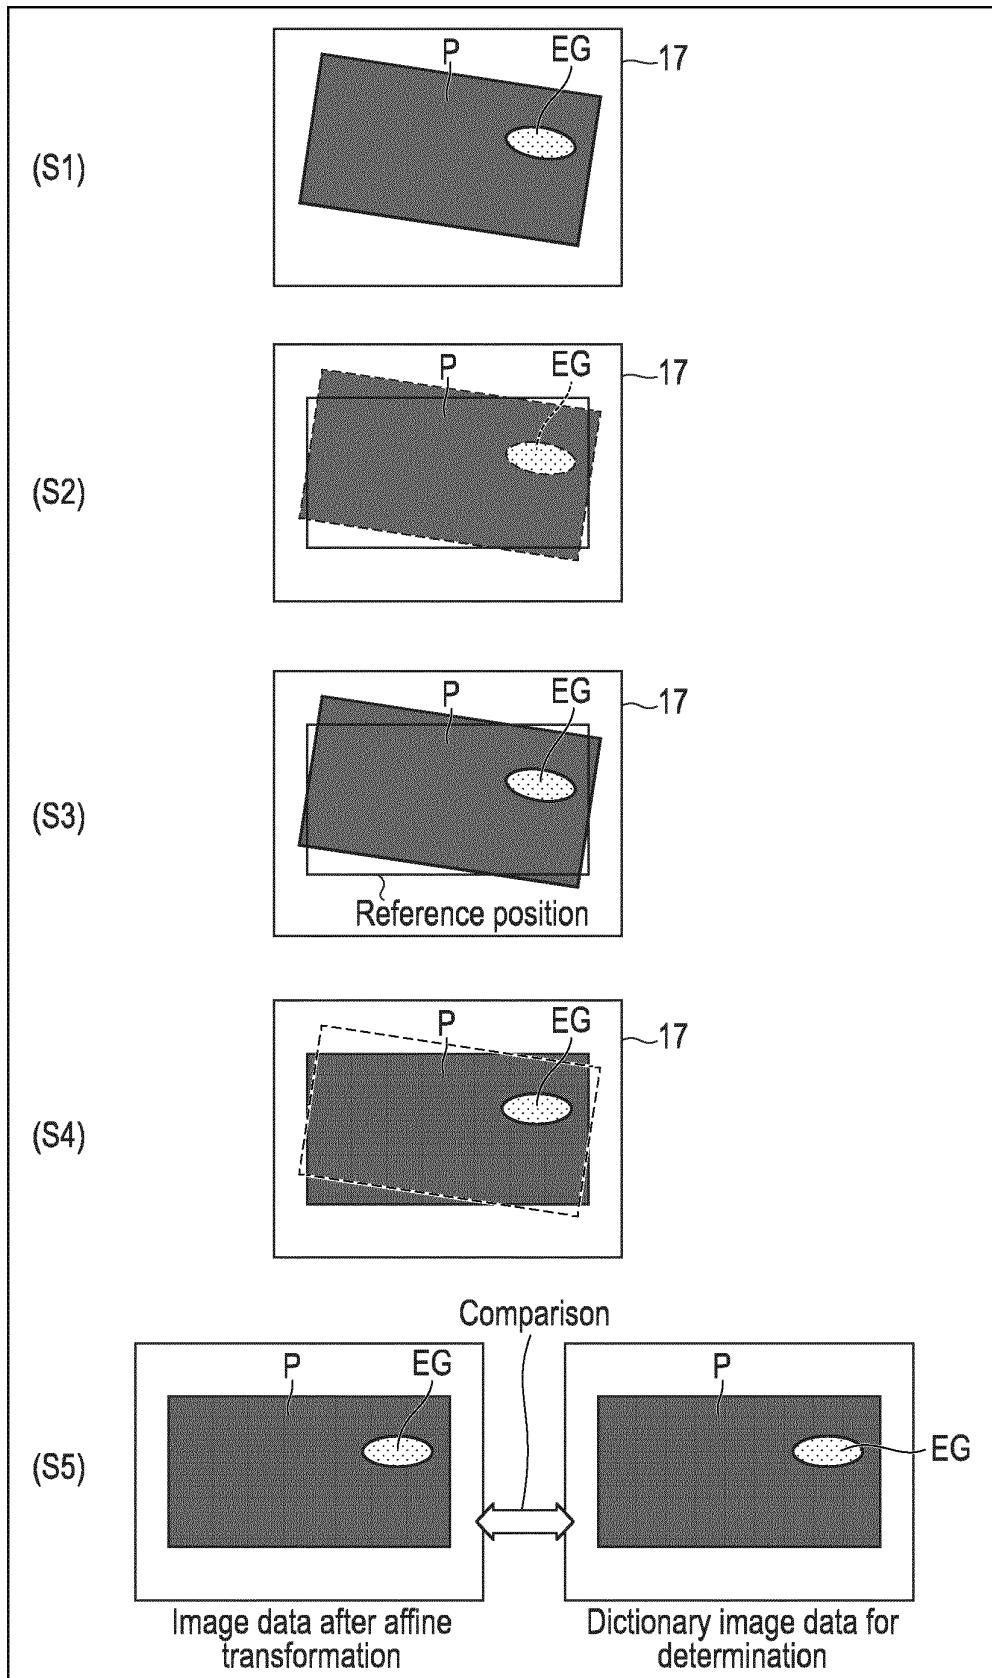 P EG 17
(S1)
P EG 17
(S2)
P EG 17
(S3)
Reference position
P EG 17
(S4)
Comparison
P EG P
(S5) EG
Image data after affine
transformation
Dictionary image data for
determination